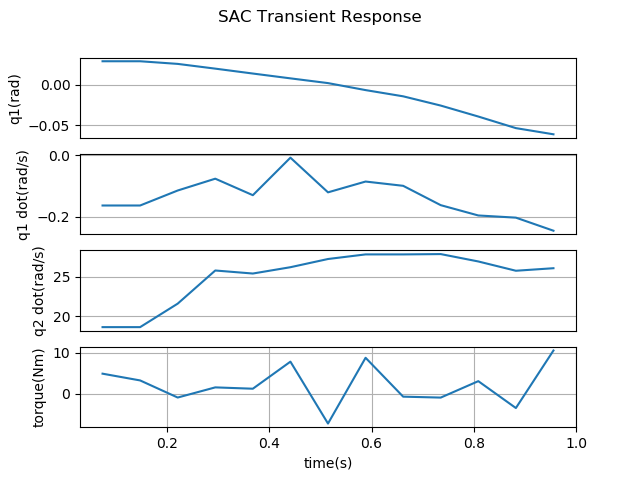 SAC Transient Response
q1(rad)
0.00
−0.05
q1 dot(rad/s)
0.0
−0.2
q2 dot(rad/s)
25
20
torque(Nm)
10
0
0.2 0.4 0.6 0.8 1.0
time(s)